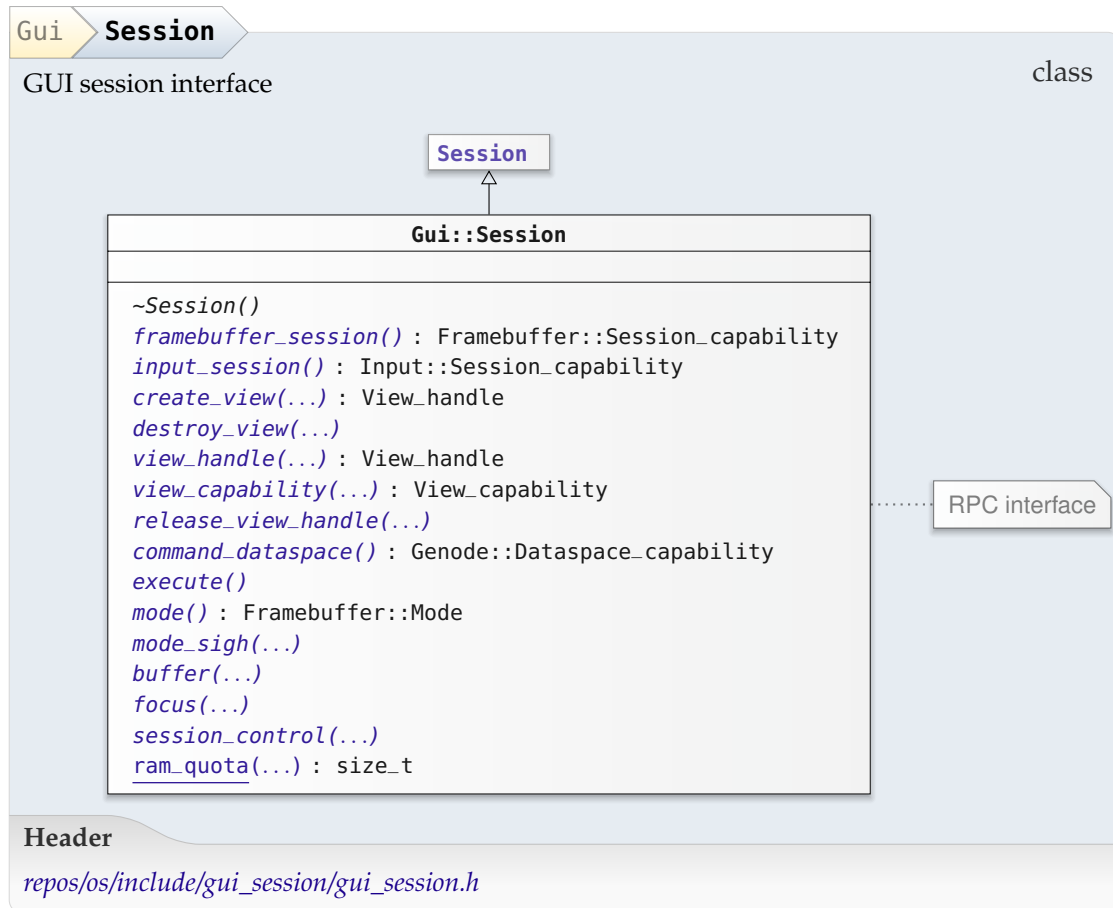 Gui Session
class
GUI session interface
Session
Gui::Session
~Session()
framebuffer_session() : Framebuffer::Session_capability
input_session() : Input::Session_capability
create_view(...) : View_handle
destroy_view(...)
view_handle(...) : View_handle
view_capability(...) : View_capability
release_view_handle(...)
command_dataspace() : Genode::Dataspace_capability
execute()
mode() : Framebuffer::Mode
mode_sigh(...)
buffer(...)
focus(...)
session_control(...)
ram_quota(...) : size_t
RPC interface
Header
repos/os/include/gui_session/gui_session.h